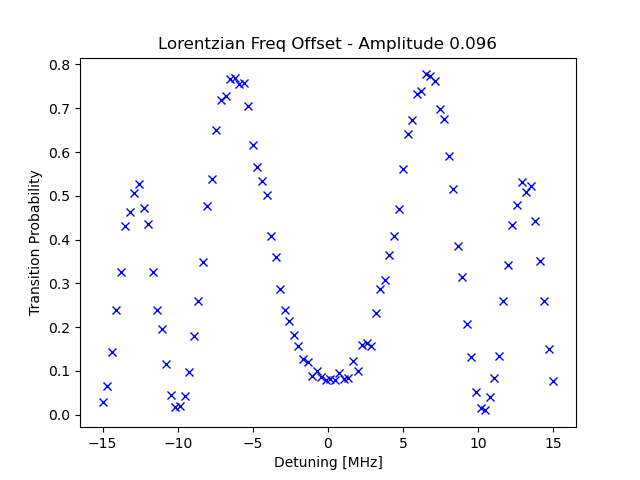 Lorentzian Freq Offset - Amplitude 0.096
Transition Probability
0.8
0.7
0.6
0.5
0.4
0.3
0.2
0.1
0.0
−15 −10 −5 0 5 10 15
Detuning [MHz]